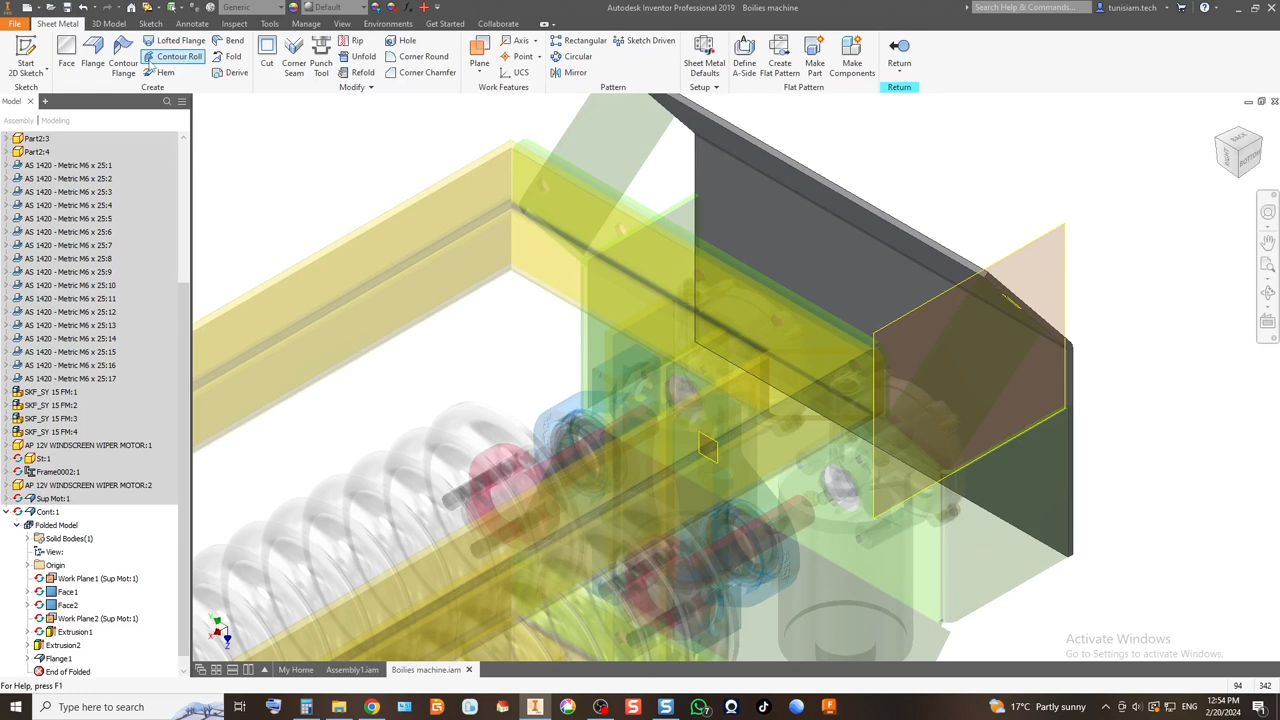 Generic
Default
Autodesk Inventor Professional 2019   Boilies machine
Search Help & Commands...
tunisiam.tech
File
Sheet Metal
3D Model
Sketch
Inspect
Tools
Manage
View
Environments
Get Started
Collaborate
Start
2D Sketch
Face
Flange
Contour
Flange
Lofted Flange
Contour Roll
Hem
Bend
Fold
Derive
Cut
Corner
Seam
Punch
Tool
Rip
Unfold
Refold
Hole
Corner Round
Corner Chamfer
Plane
Axis
Point
UCS
Rectangular
Circular
Mirror
Sketch Driven
Sheet Metal
Defaults
Define
A-Side
Create
Flat Pattern
Make
Part
Make
Components
Return
Sketch
Create
Modify
Work Features
Pattern
Setup
Flat Pattern
Return
Model
Assembly
Modeling
Part2:3
Part2:4
AS 1420 - Metric M6 x 25:1
AS 1420 - Metric M6 x 25:2
AS 1420 - Metric M6 x 25:3
AS 1420 - Metric M6 x 25:4
AS 1420 - Metric M6 x 25:5
AS 1420 - Metric M6 x 25:6
AS 1420 - Metric M6 x 25:7
AS 1420 - Metric M6 x 25:8
AS 1420 - Metric M6 x 25:9
AS 1420 - Metric M6 x 25:10
AS 1420 - Metric M6 x 25:11
AS 1420 - Metric M6 x 25:12
AS 1420 - Metric M6 x 25:13
AS 1420 - Metric M6 x 25:14
AS 1420 - Metric M6 x 25:15
AS 1420 - Metric M6 x 25:16
AS 1420 - Metric M6 x 25:17
SKF_SY 15 FM:1
SKF_SY 15 FM:2
SKF_SY 15 FM:3
SKF_SY 15 FM:4
AP 12V WINDSCREEN WIPER MOTOR:1
St:1
Frame0002:1
AP 12V WINDSCREEN WIPER MOTOR:2
Sup Mot:1
Cont:1
Folded Model
Solid Bodies(1)
View:
Origin
Work Plane1 (Sup Mot:1)
Face1
Face2
Work Plane2 (Sup Mot:1)
Extrusion1
Extrusion2
Flange1
End of Folded
BACK
RIGHT
BOTTOM
Y
X
Z
Activate Windows
Go to Settings to activate Windows.
My Home
Assembly1.iam
Boilies machine.iam
For Help, press F1
94
342
Type here to search
17°C Partly sunny
12:54 PM
2/20/2024